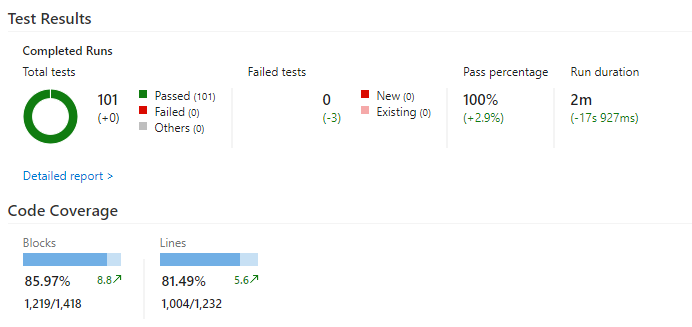 Test Results
Completed Runs
Total tests
Failed tests
Pass percentage
Run duration
101
(+0)
Passed (101)
Failed (0)
Others (0)
0
(-3)
New (0)
Existing (0)
100%
(+2.9%)
2m
(-17s 927ms)
Detailed report >
Code Coverage
Blocks
85.97% 8.8↗
1,219/1,418
Lines
81.49% 5.6↗
1,004/1,232